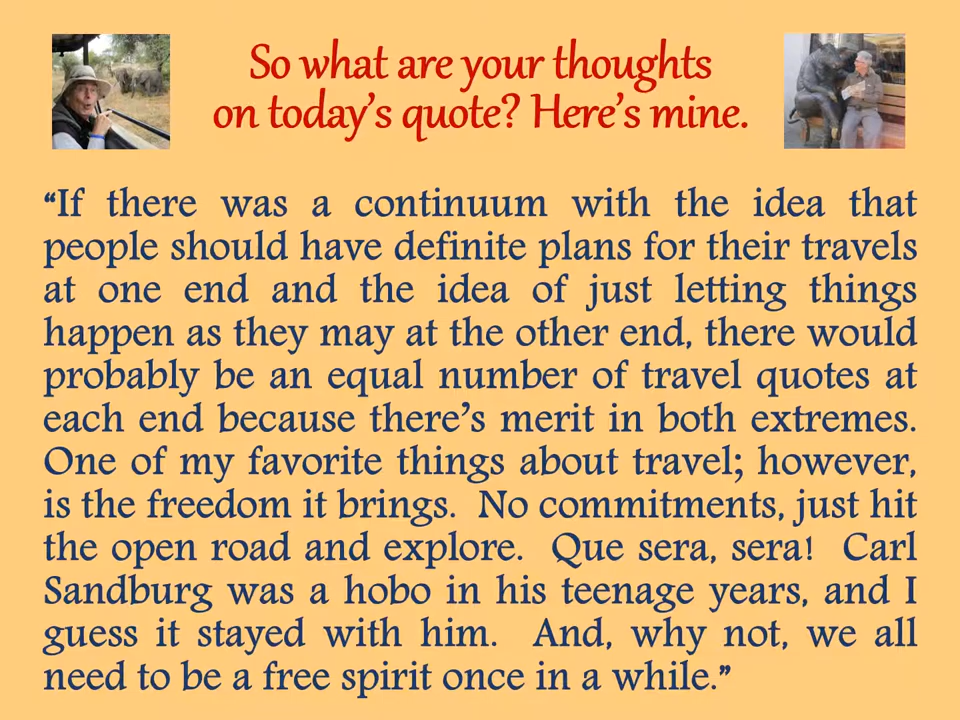 So what are your thoughts
on today's quote? Here's mine.
“If there was a continuum with the idea that
people should have definite plans for their travels
at one end and the idea of just letting things
happen as they may at the other end, there would
probably be an equal number of travel quotes at
each end because there's merit in both extremes.
One of my favorite things about travel; however,
is the freedom it brings.  No commitments, just hit
the open road and explore.  Que sera, sera!  Carl
Sandburg was a hobo in his teenage years, and I
guess it stayed with him.  And, why not, we all
need to be a free spirit once in a while.”